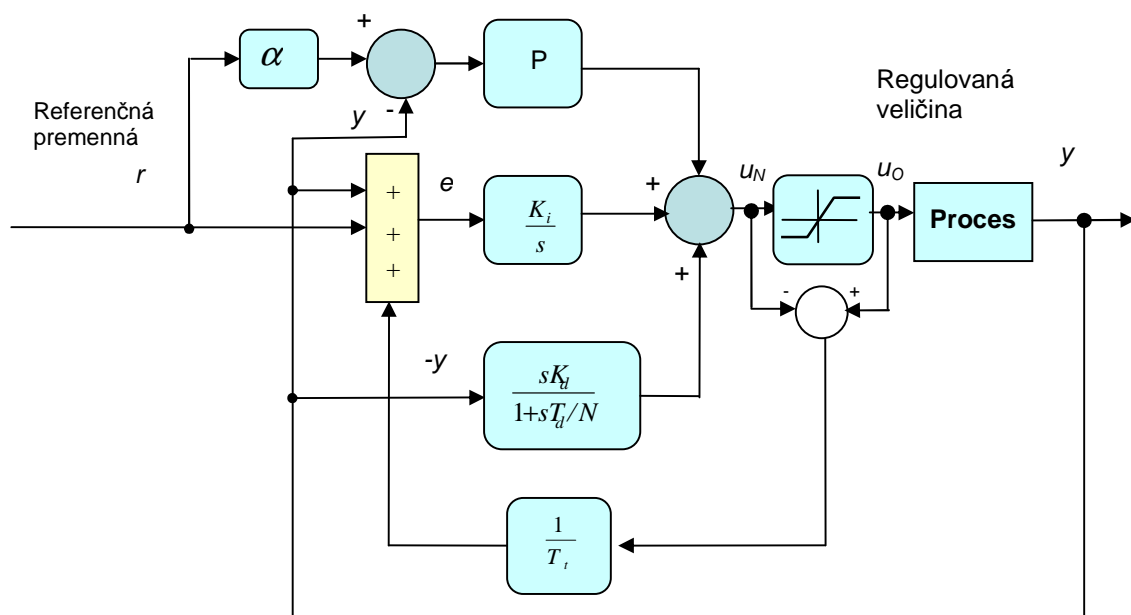 +
α
P
Regulovaná
veličina
Referenčná
premenná
y
-
r
e
+
+
+
K_i
s
+
u_N
u_O
Proces
y
+
-
+
-y
sK_d
1+sT_d/N
1
T_t